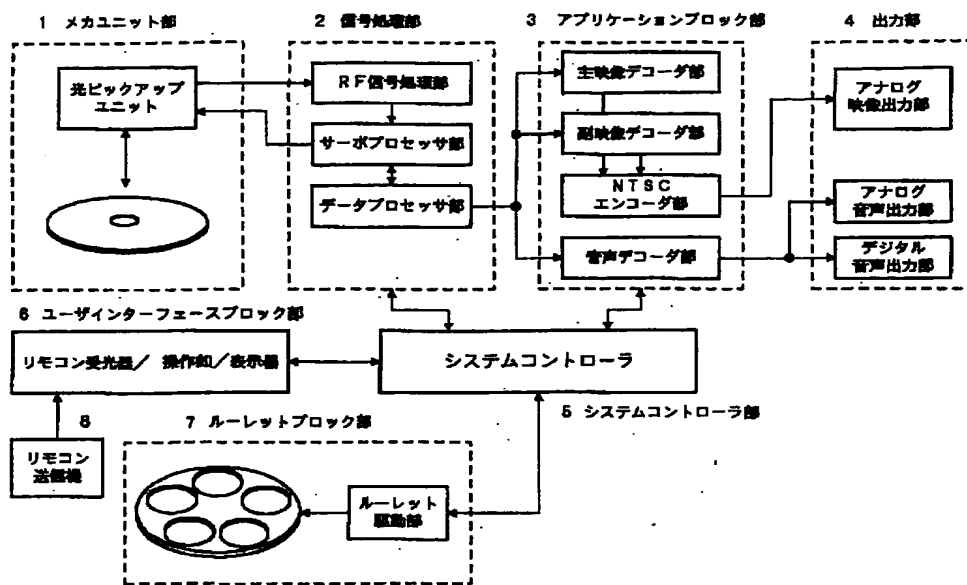 1 メカユニット部
2 信号処理部
3 アプリケーションブロック部
4 出力部
光ピックアップ
ユニット
RF信号処理部
サーボプロセッサ部
データプロセッサ部
主映像デコーダ部
副映像デコーダ部
NTSC
エンコーダ部
音声デコーダ部
アナログ
映像出力部
アナログ
音声出力部
デジタル
音声出力部
6 ユーザインターフェースブロック部
リモコン受光器/ 操作卸/表示器
システムコントローラ
5 システムコントローラ部
8
リモコン
送信機
7 ルーレットブロック部
ルーレット
駆動部